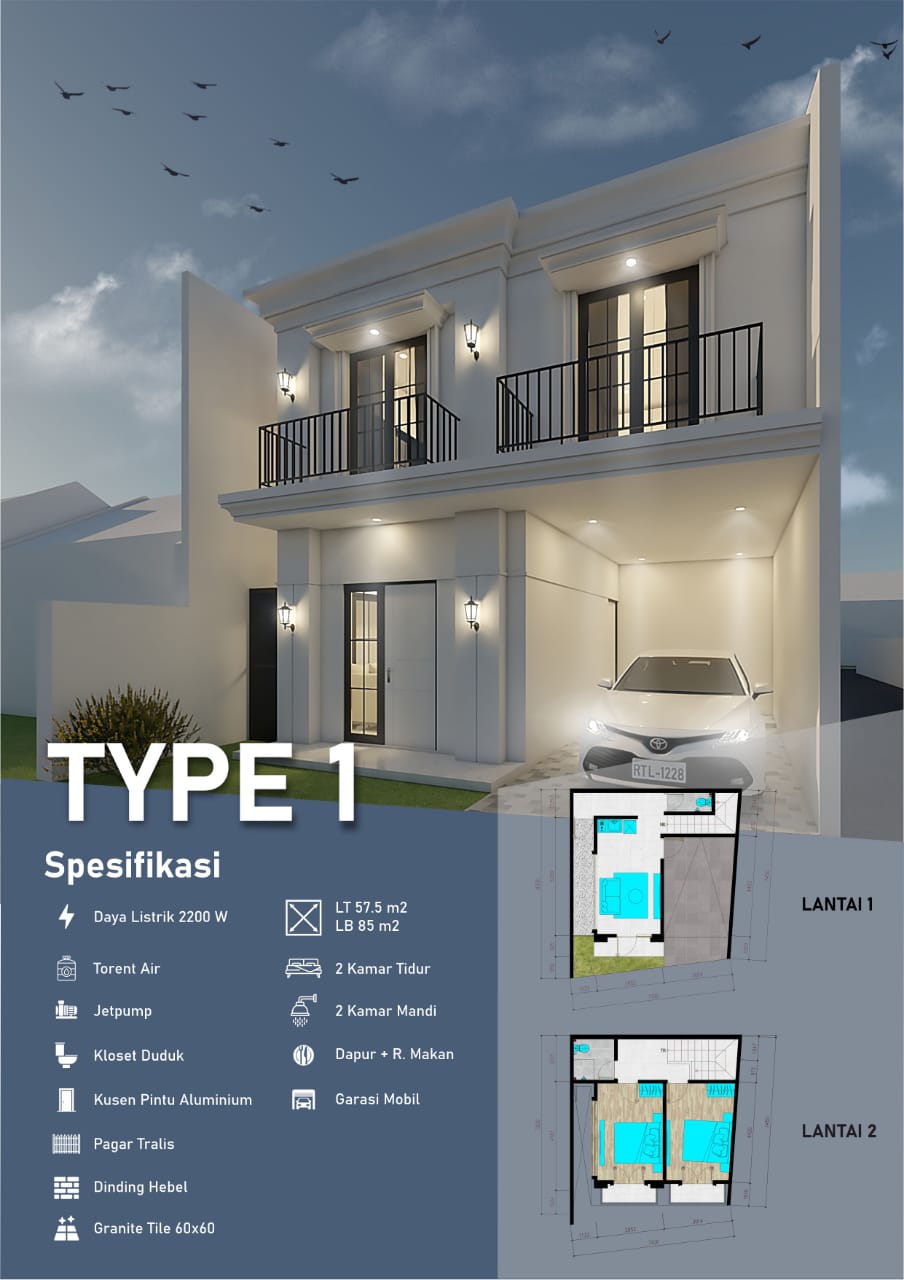 RTL-1228
TYPE 1
Spesifikasi
Daya Listrik 2200 W
Torent Air
Jetpump
Kloset Duduk
Kusen Pintu Aluminium
Pagar Tralis
Dinding Hebel
Granite Tile 60x60
LT 57.5 m2
LB 85 m2
2 Kamar Tidur
2 Kamar Mandi
Dapur + R. Makan
Garasi Mobil
LANTAI 1
LANTAI 2